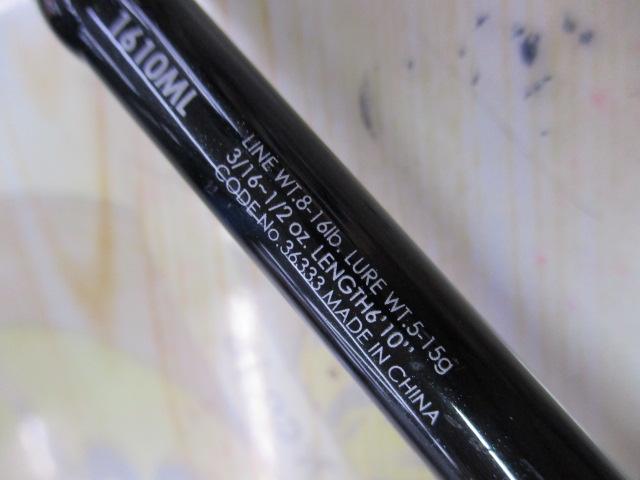 1610ML
LINE WT.8-16lb. LURE WT.5-15g
3/16~1/2 oz. LENGTH6'10"
CODE No. 36333 MADE IN CHINA